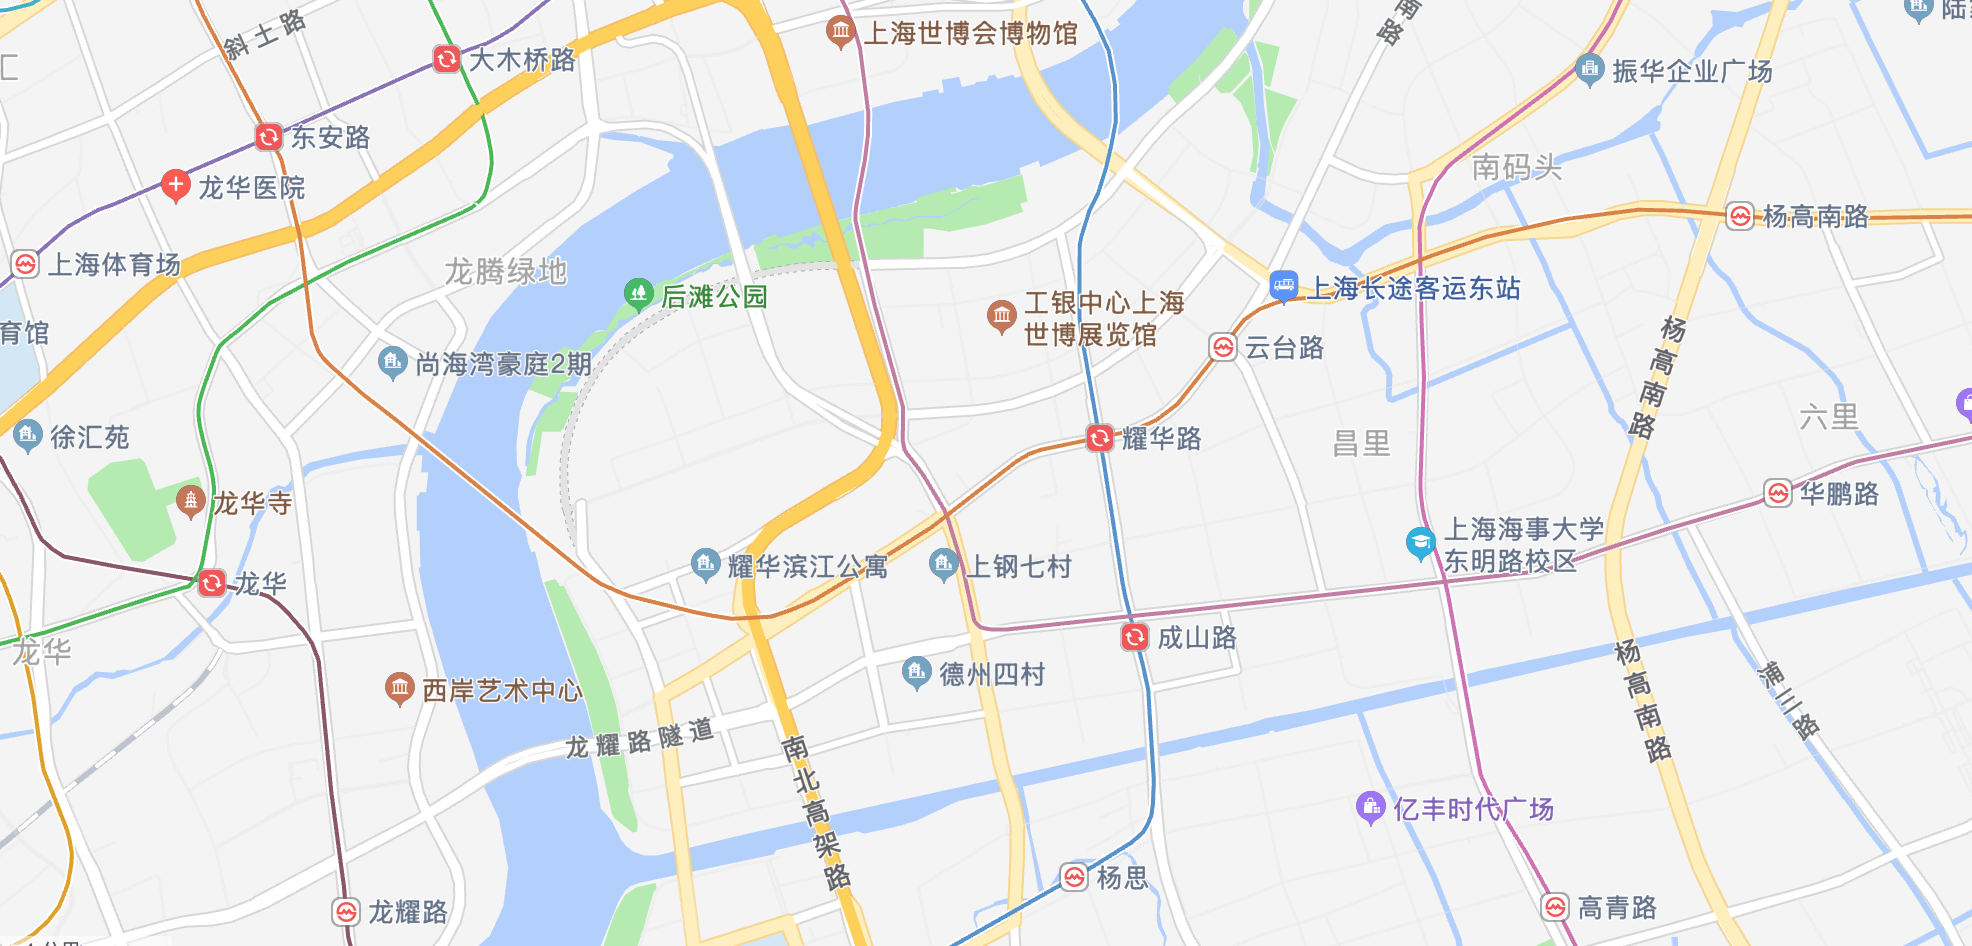 斜土路
汇
大木桥路
上海世博会博物馆
南路
陆
振华企业广场
东安路
龙华医院
南码头
杨高南路
上海体育场
龙腾绿地
后滩公园
工银中心上海
世博展览馆
上海长途客运东站
育馆
尚海湾豪庭2期
云台路
杨高南路
徐汇苑
耀华路
昌里
六里
龙华寺
华鹏路
上海海事大学
东明路校区
龙华
耀华滨江公寓
上钢七村
龙华
成山路
西岸艺术中心
德州四村
杨高南路
浦三路
龙耀路隧道
南北高架路
亿丰时代广场
杨思
龙耀路
高青路